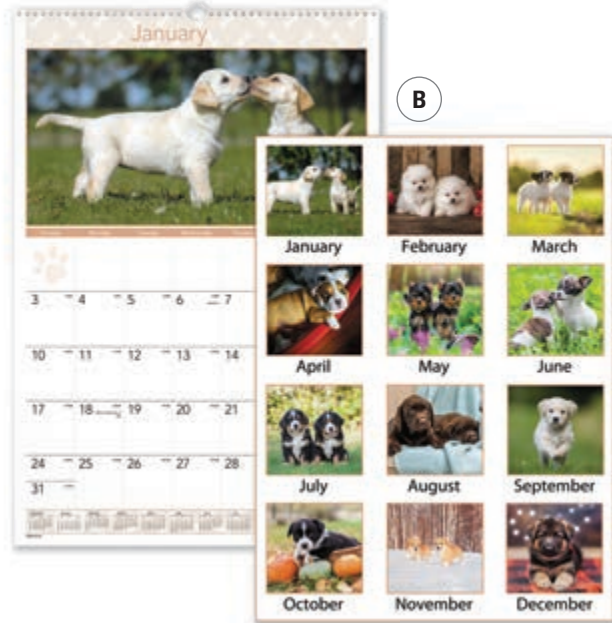 January
B
January February March
April May June
July August September
October November December
3 4 5 6 7
10 11 12 13 14
17 18 19 20 21
24 25 26 27 28
31